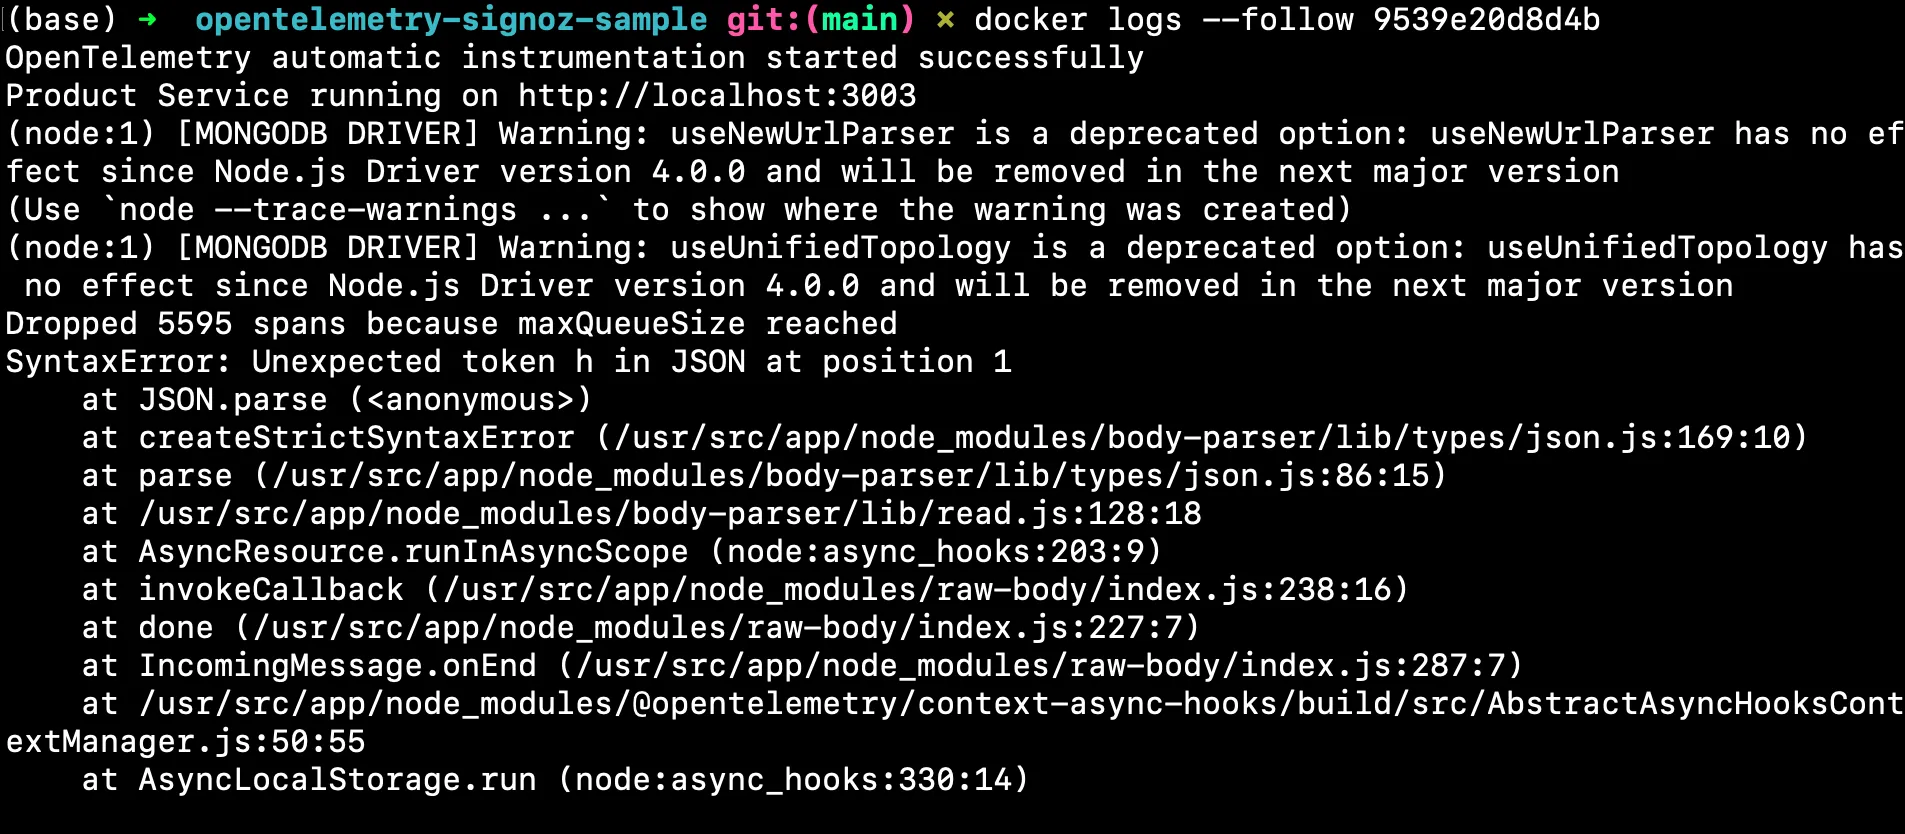 (base) ➜  opentelemetry-signoz-sample git:(main) ✗ docker logs --follow 9539e20d8d4b
OpenTelemetry automatic instrumentation started successfully
Product Service running on http://localhost:3003
(node:1) [MONGODB DRIVER] Warning: useNewUrlParser is a deprecated option: useNewUrlParser has no ef
fect since Node.js Driver version 4.0.0 and will be removed in the next major version
(Use `node --trace-warnings ...` to show where the warning was created)
(node:1) [MONGODB DRIVER] Warning: useUnifiedTopology is a deprecated option: useUnifiedTopology has
 no effect since Node.js Driver version 4.0.0 and will be removed in the next major version
Dropped 5595 spans because maxQueueSize reached
SyntaxError: Unexpected token h in JSON at position 1
    at JSON.parse (<anonymous>)
    at createStrictSyntaxError (/usr/src/app/node_modules/body-parser/lib/types/json.js:169:10)
    at parse (/usr/src/app/node_modules/body-parser/lib/types/json.js:86:15)
    at /usr/src/app/node_modules/body-parser/lib/read.js:128:18
    at AsyncResource.runInAsyncScope (node:async_hooks:203:9)
    at invokeCallback (/usr/src/app/node_modules/raw-body/index.js:238:16)
    at done (/usr/src/app/node_modules/raw-body/index.js:227:7)
    at IncomingMessage.onEnd (/usr/src/app/node_modules/raw-body/index.js:287:7)
    at /usr/src/app/node_modules/@opentelemetry/context-async-hooks/build/src/AbstractAsyncHooksCont
extManager.js:50:55
    at AsyncLocalStorage.run (node:async_hooks:330:14)